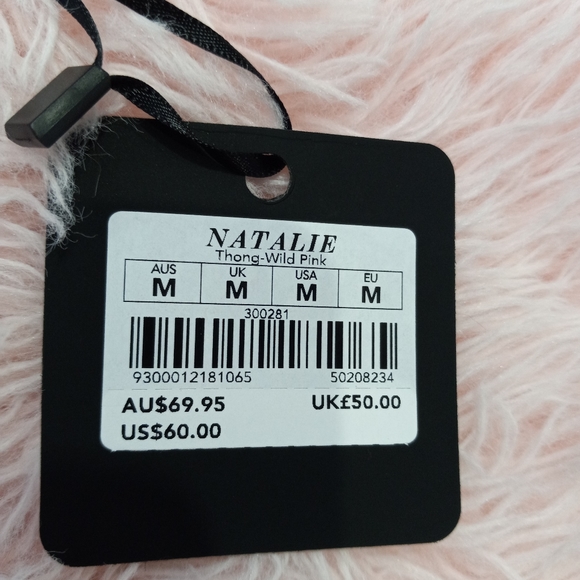 NATALIE
Thong-Wild Pink
AUS UK USA EU
M M M M
300281
9300012181065 50208234
AU$69.95 UK£50.00
US$60.00